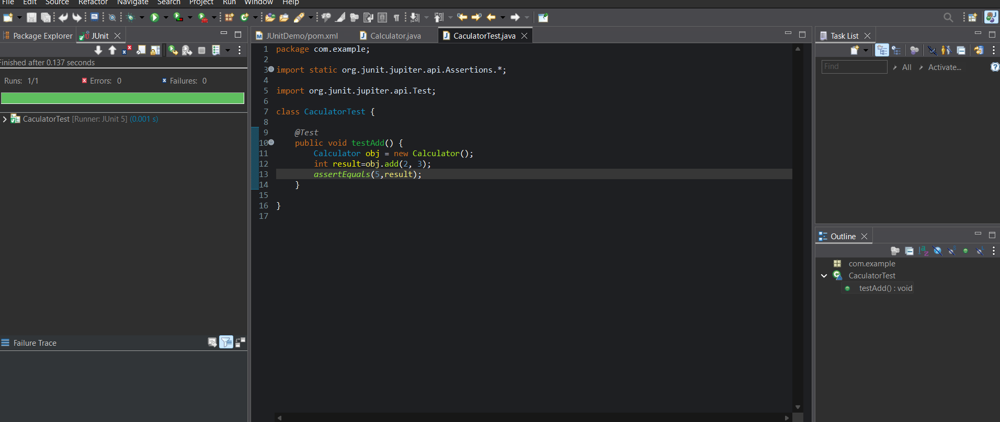 File Edit Source Refactor Navigate Search Project Run Window Help
Package Explorer JUnit
Finished after 0.137 seconds
Runs: 1/1 Errors: 0 Failures: 0
CaculatorTest [Runner: JUnit 5] (0.001 s)
Failure Trace
JUnitDemo/pom.xml Calculator.java CaculatorTest.java
1 package com.example;
2
3 import static org.junit.jupiter.api.Assertions.*;
4
5 import org.junit.jupiter.api.Test;
6
7 class CaculatorTest {
8
9 @Test
10 public void testAdd() {
11 Calculator obj = new Calculator();
12 int result=obj.add(2, 3);
13 assertEquals(5,result);
14 }
15
16 }
17
Task List
Find All Activate...
Outline
com.example
CaculatorTest
testAdd() : void